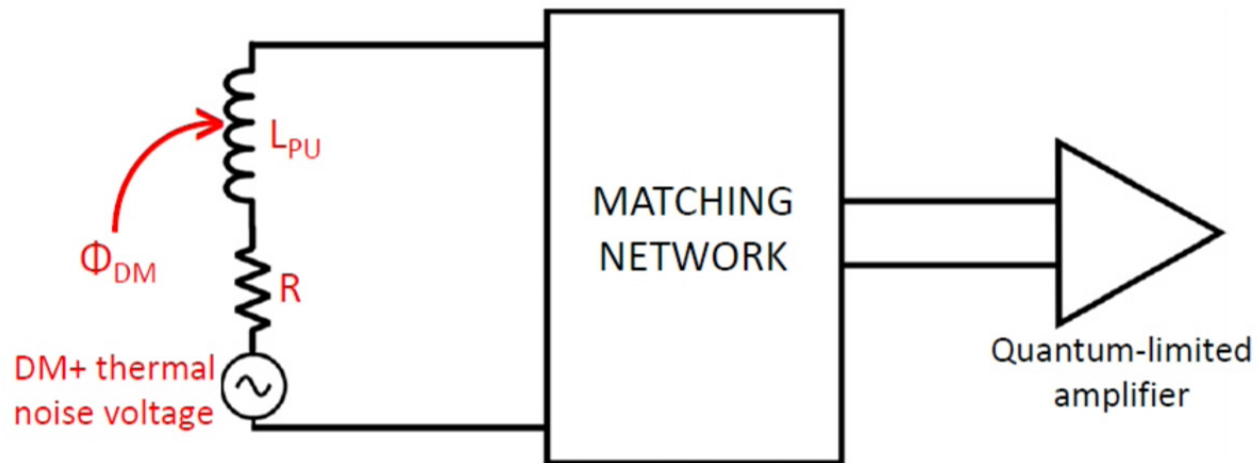 L_PU
Φ_DM
R
DM+ thermal
noise voltage
MATCHING
NETWORK
Quantum-limited
amplifier